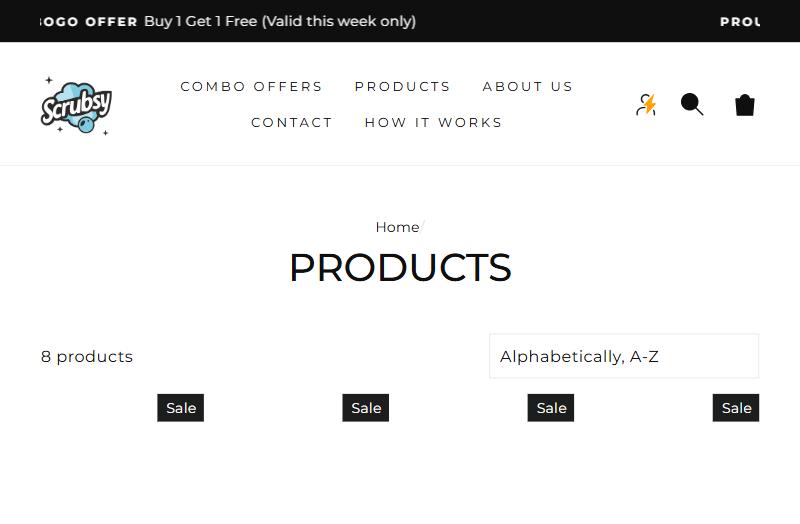 OGO OFFER Buy 1 Get 1 Free (Valid this week only)
Scrubsy
COMBO OFFERS PRODUCTS ABOUT US
CONTACT HOW IT WORKS
Home/
PRODUCTS
8 products
Alphabetically, A-Z
Sale Sale Sale Sale